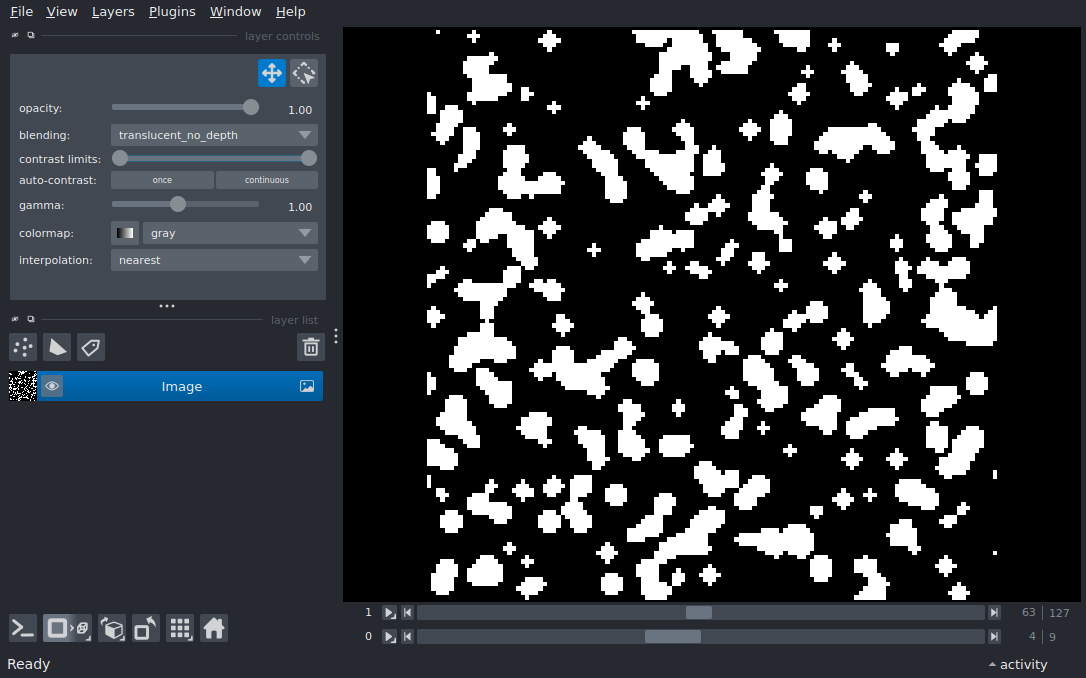 File View Layers Plugins Window Help
layer controls
opacity: 1.00
blending: translucent_no_depth
contrast limits:
auto-contrast: once continuous
gamma: 1.00
colormap: gray
interpolation: nearest
layer list
Image
1 63 127
0 4 9
Ready activity